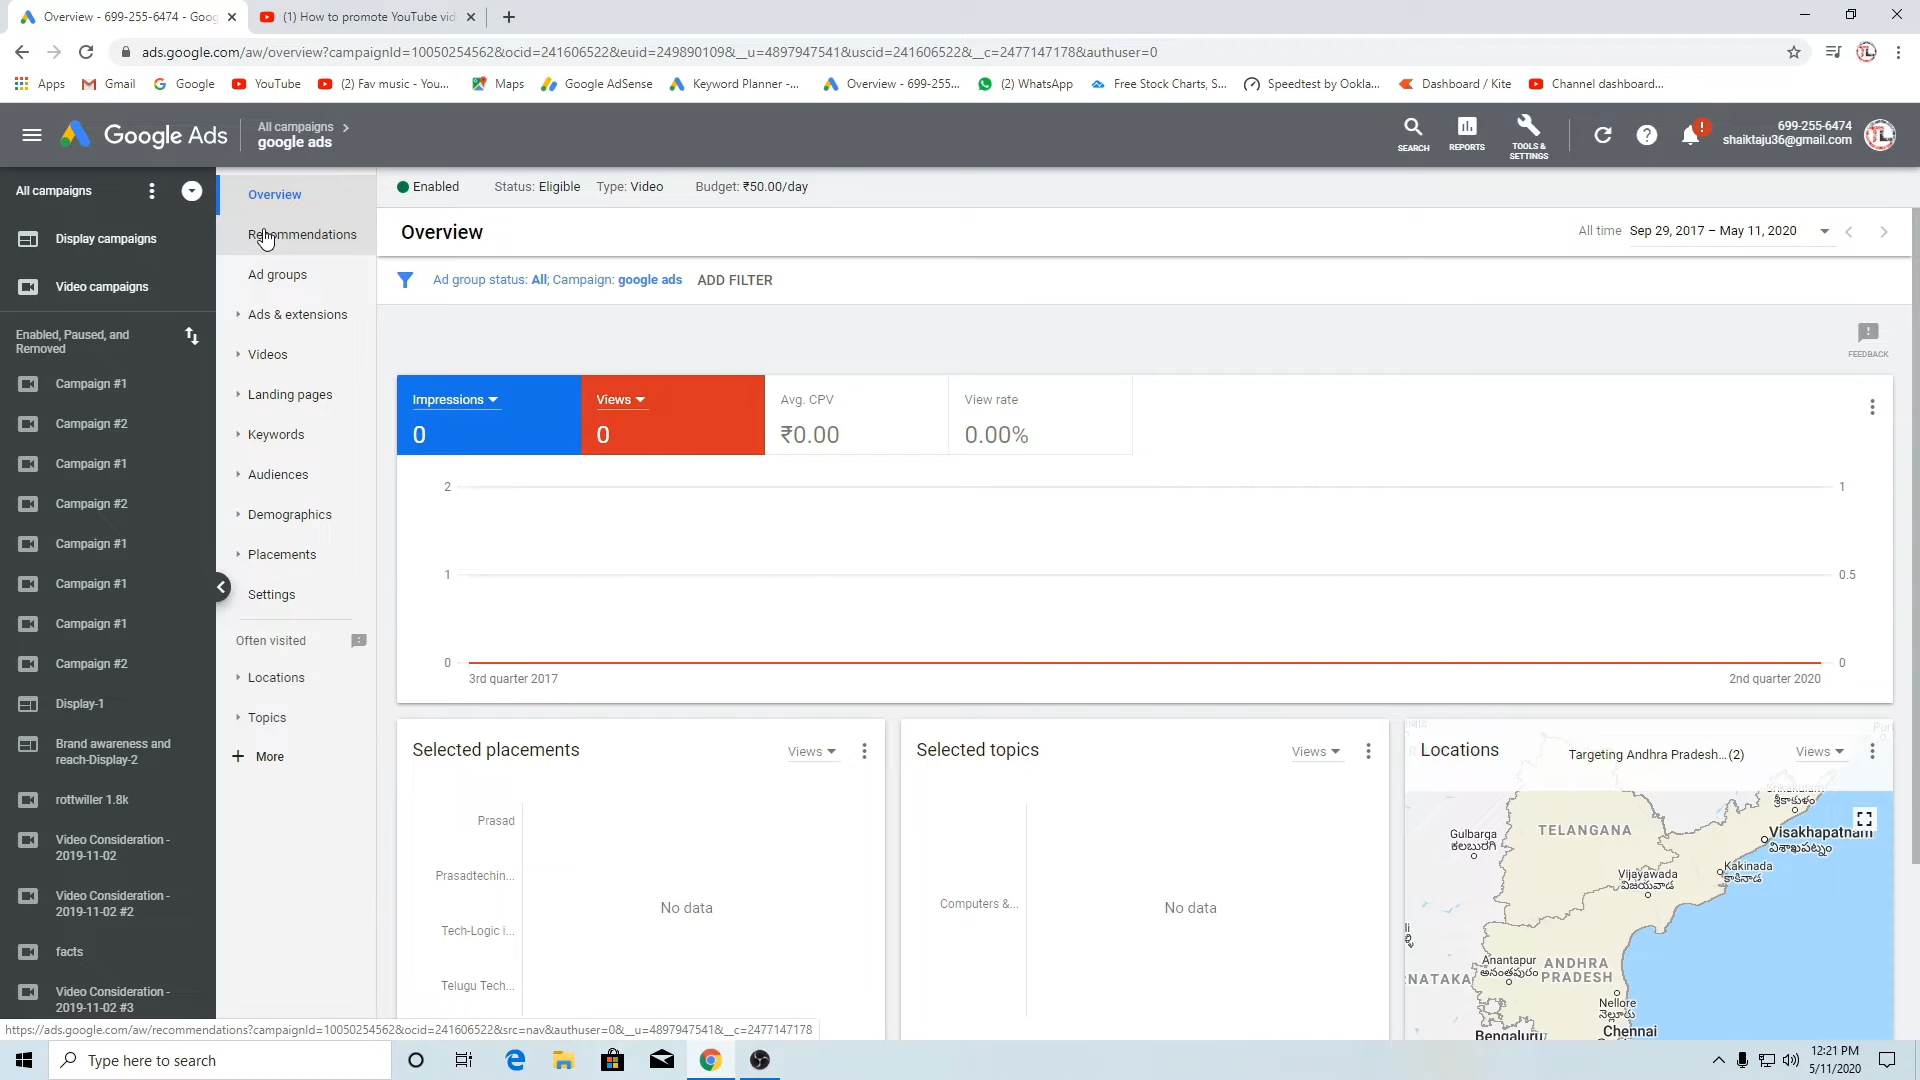 Overview - 699-255-6474 - Goog
(1) How to promote YouTube vid
ads.google.com/aw/overview?campaignId=10050254562&ocid=241606522&euid=249890109&__u=4897947541&uscid=241606522&__c=2477147178&authuser=0
Apps
Gmail
Google
YouTube
(2) Fav music - You...
Maps
Google AdSense
Keyword Planner -...
Overview - 699-255...
(2) WhatsApp
Free Stock Charts, S...
Speedtest by Ookla...
Dashboard / Kite
Channel dashboard...
Google Ads
All campaigns
google ads
SEARCH
REPORTS
TOOLS &
SETTINGS
699-255-6474
shaiktaju36@gmail.com
All campaigns
Display campaigns
Video campaigns
Enabled, Paused, and
Removed
Campaign #1
Campaign #2
Campaign #1
Campaign #2
Campaign #1
Campaign #1
Campaign #1
Campaign #2
Display-1
Brand awareness and
reach-Display-2
rottwiller 1.8k
Video Consideration -
2019-11-02
Video Consideration -
2019-11-02 #2
facts
Video Consideration -
2019-11-02 #3
Overview
Recommendations
Ad groups
Ads & extensions
Videos
Landing pages
Keywords
Audiences
Demographics
Placements
Settings
Often visited
Locations
Topics
More
Enabled
Status: Eligible
Type: Video
Budget: ₹50.00/day
Overview
All time
Sep 29, 2017 – May 11, 2020
Ad group status: All; Campaign: google ads
ADD FILTER
FEEDBACK
Impressions
0
Views
0
Avg. CPV
₹0.00
View rate
0.00%
2
1
1
0.5
0
0
3rd quarter 2017
2nd quarter 2020
Selected placements
Views
Prasad
Prasadtechin...
Tech-Logic i...
Telugu Tech...
No data
Selected topics
Views
Computers &...
No data
Locations
Targeting Andhra Pradesh... (2)
Views
శ్రీకాకుళం
Gulbarga
ಕಲಬುರಗಿ
TELANGANA
Visakhapatnam
విశాఖపట్నం
Kakinada
కాకినాడ
Vijayawada
విజయవాడ
Anantapur
అనంతపురం
ANDHRA
PRADESH
RNATAKA
Nellore
నెల్లూరు
Chennai
Bengaluru
https://ads.google.com/aw/recommendations?campaignId=10050254562&ocid=241606522&src=nav&authuser=0&__u=4897947541&__c=2477147178
Type here to search
12:21 PM
5/11/2020